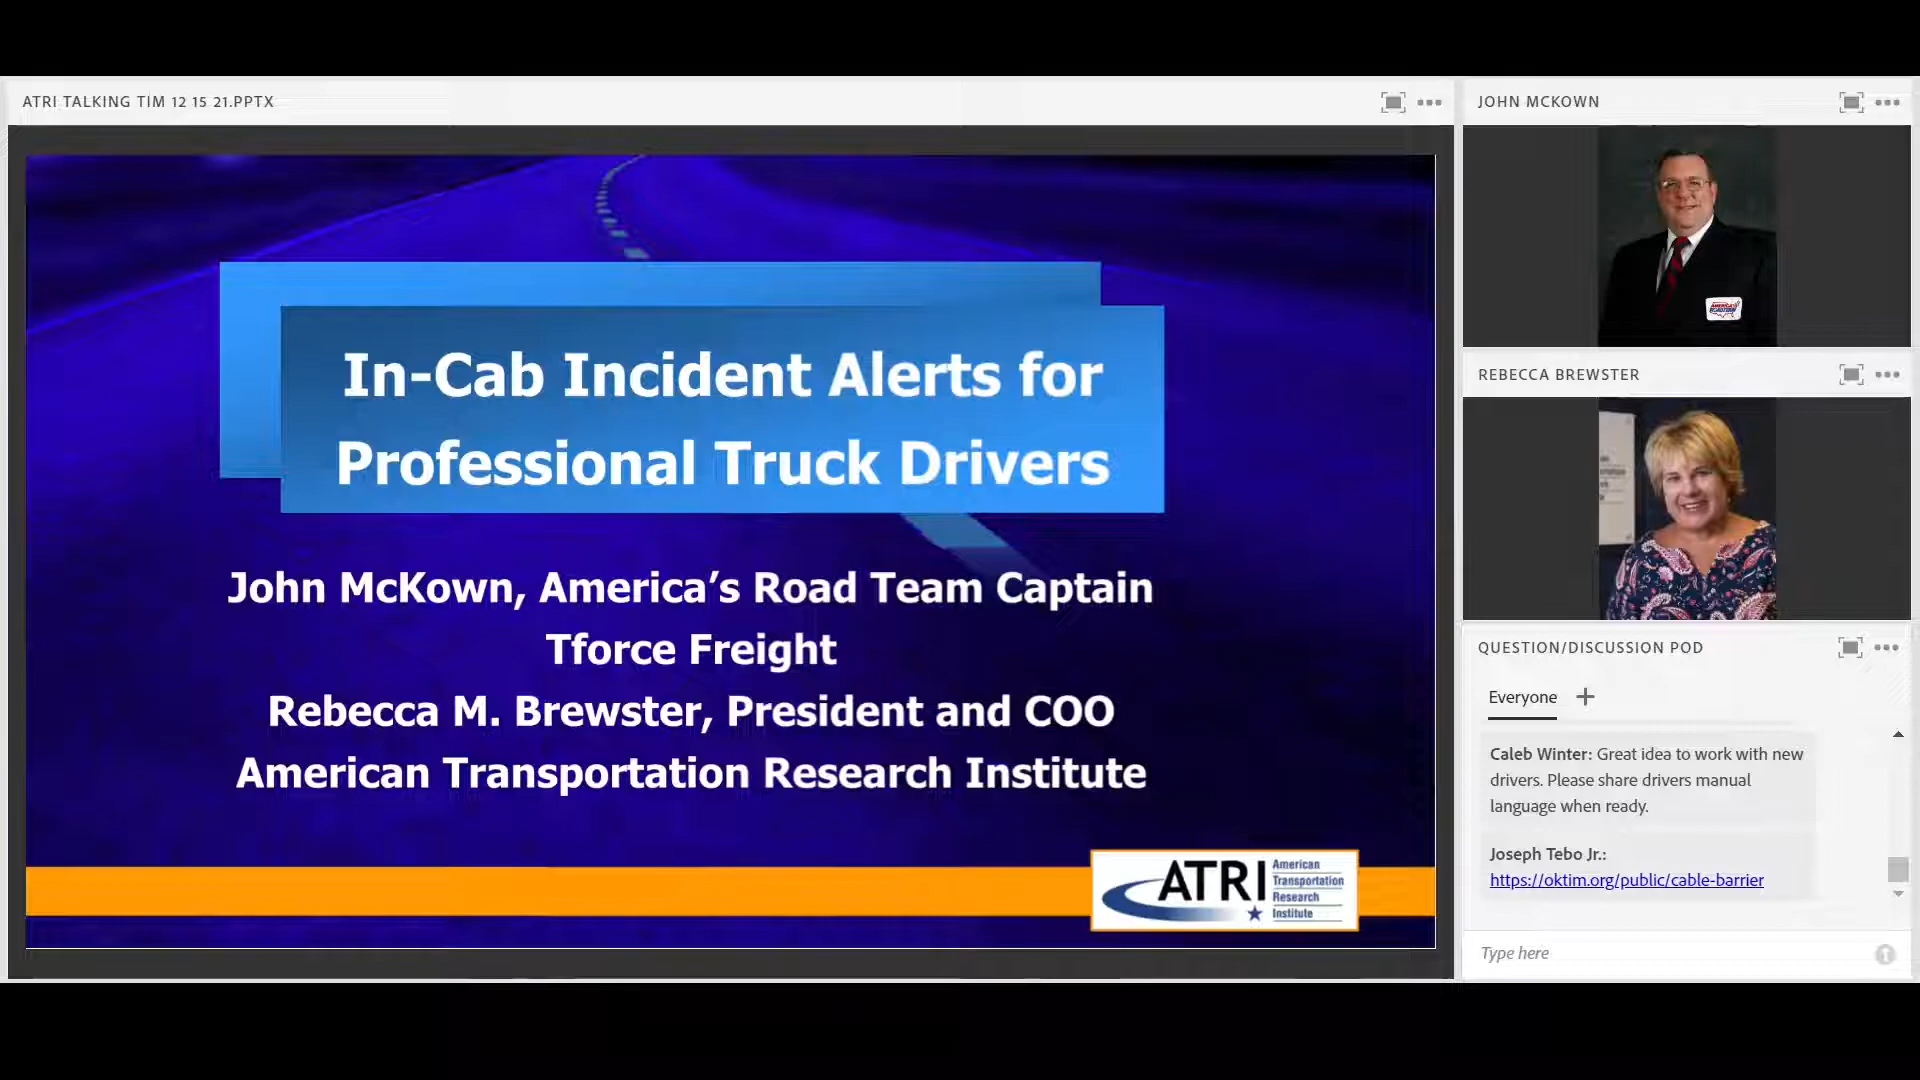 ATRI TALKING TIM 12 15 21.PPTX
In-Cab Incident Alerts for
Professional Truck Drivers
John McKown, America’s Road Team Captain
Tforce Freight
Rebecca M. Brewster, President and COO
American Transportation Research Institute
ATRI
American
Transportation
Research
Institute
JOHN MCKOWN
REBECCA BREWSTER
QUESTION/DISCUSSION POD
Everyone +
Caleb Winter: Great idea to work with new
drivers. Please share drivers manual
language when ready.
Joseph Tebo Jr.:
https://oktim.org/public/cable-barrier
Type here